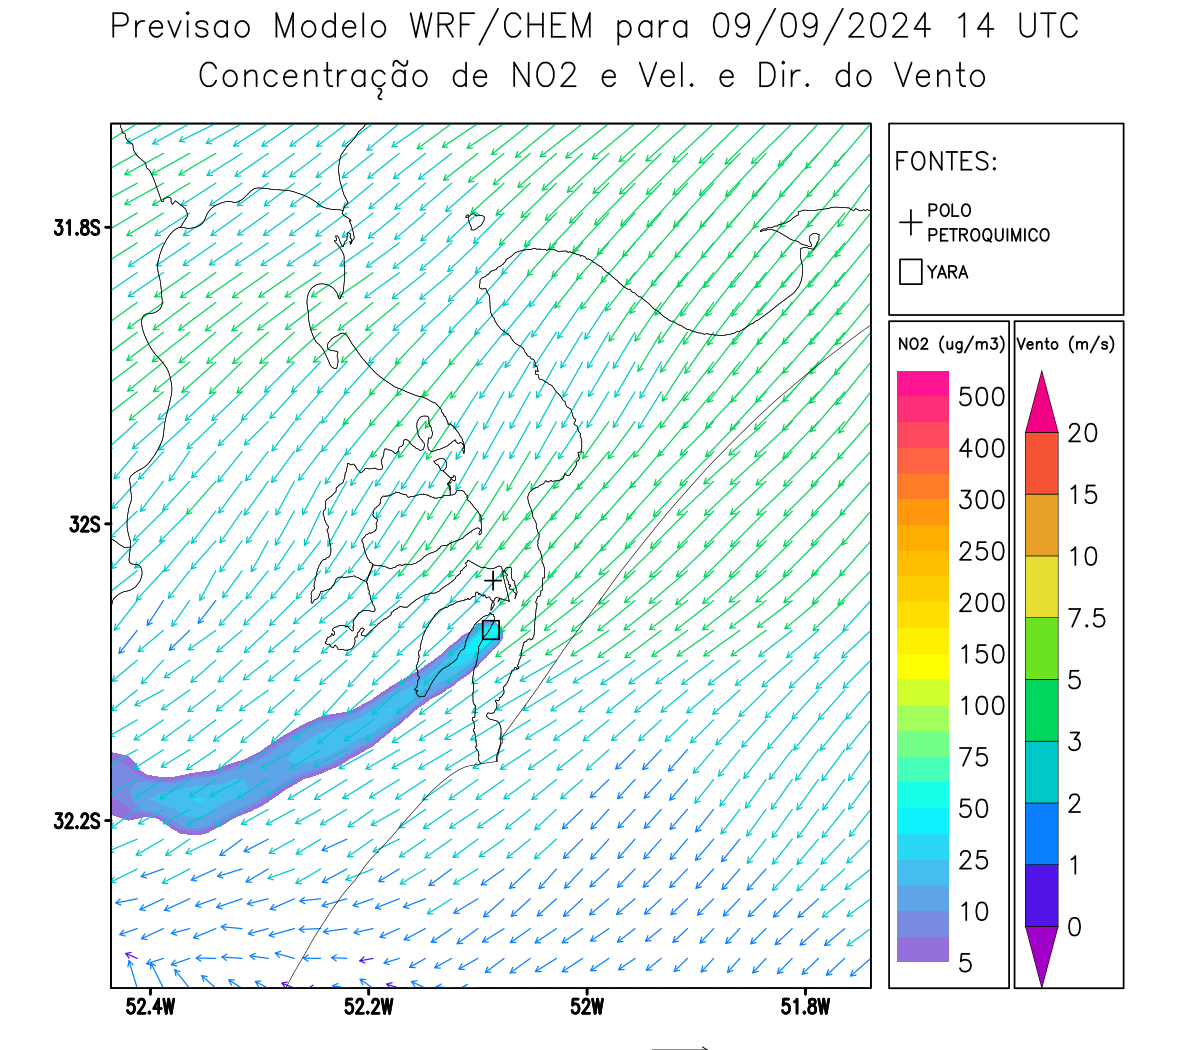 Previsao Modelo WRF/CHEM para 09/09/2024 14 UTC
Concentração de NO2 e Vel. e Dir. do Vento
FONTES:
POLO
PETROQUIMICO
YARA
NO2 (ug/m3)
500
400
300
250
200
150
100
75
50
25
10
5
Vento (m/s)
20
15
10
7.5
5
3
2
1
0
31.8S
32S
32.2S
52.4W
52.2W
52W
51.8W